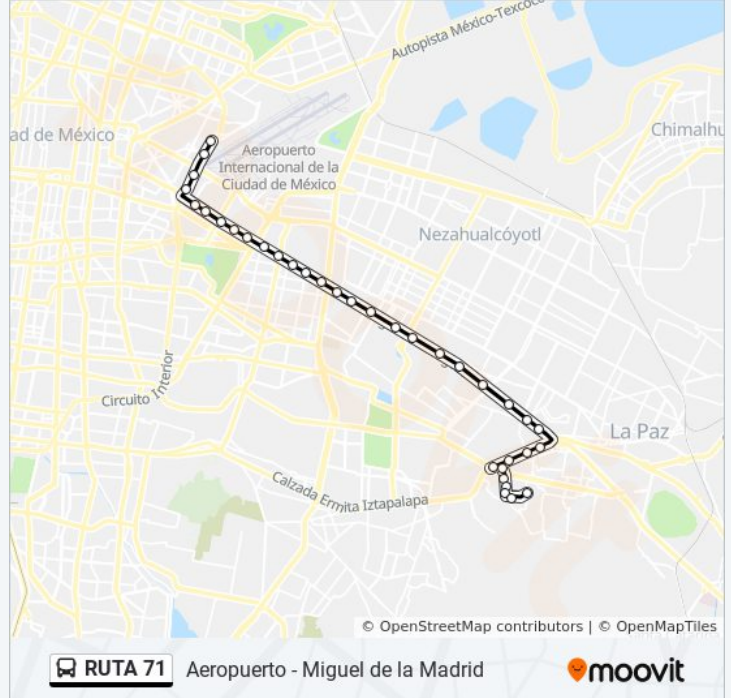 Autopista México-Texcoco
ad de México
Chimalhu
Aeropuerto
Internacional de la
Ciudad de México
Nezahualcóyotl
Circuito Interior
La Paz
Calzada Ermita Iztapalapa
© OpenStreetMap contributors | © OpenMapTiles
RUTA 71 Aeropuerto - Miguel de la Madrid
moovit